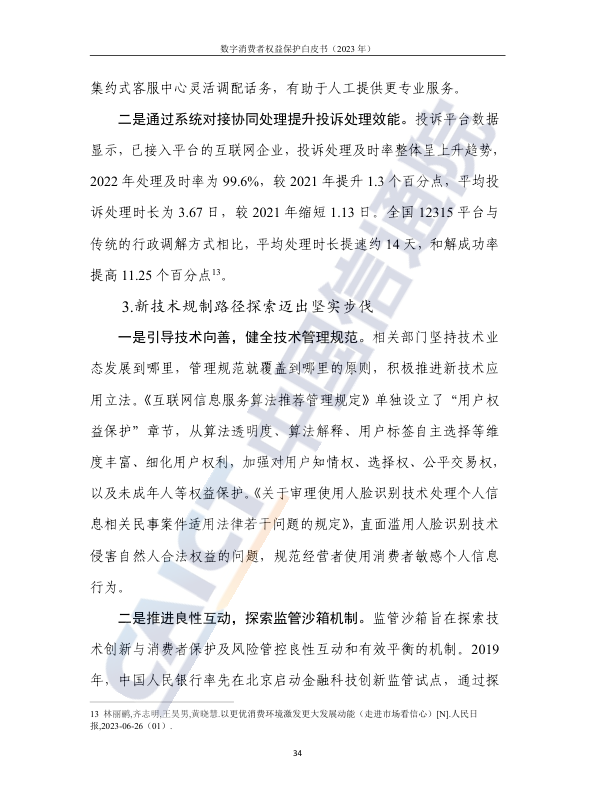 数字消费者权益保护白皮书（2023 年）
集约式客服中心灵活调配话务，有助于人工提供更专业服务。
二是通过系统对接协同处理提升投诉处理效能。投诉平台数据
显示，已接入平台的互联网企业，投诉处理及时率整体呈上升趋势，
2022 年处理及时率为 99.6%，较 2021 年提升 1.3 个百分点，平均投
诉处理时长为 3.67 日，较 2021 年缩短 1.13 日。全国 12315 平台与
传统的行政调解方式相比，平均处理时长提速约 14 天，和解成功率
提高 11.25 个百分点13。
3.新技术规制路径探索迈出坚实步伐
一是引导技术向善，健全技术管理规范。相关部门坚持技术业
态发展到哪里，管理规范就覆盖到哪里的原则，积极推进新技术应
用立法。《互联网信息服务算法推荐管理规定》单独设立了“用户权
益保护”章节，从算法透明度、算法解释、用户标签自主选择等维
度丰富、细化用户权利，加强对用户知情权、选择权、公平交易权，
以及未成年人等权益保护。《关于审理使用人脸识别技术处理个人信
息相关民事案件适用法律若干问题的规定》，直面滥用人脸识别技术
侵害自然人合法权益的问题，规范经营者使用消费者敏感个人信息
行为。
二是推进良性互动，探索监管沙箱机制。监管沙箱旨在探索技
术创新与消费者保护及风险管控良性互动和有效平衡的机制。2019
年，中国人民银行率先在北京启动金融科技创新监管试点，通过探
13 林丽鹂,齐志明,王昊男,黄晓慧.以更优消费环境激发更大发展动能（走进市场看信心）[N].人民日
报,2023-06-26（01）.
34
CAICT 中国信通院